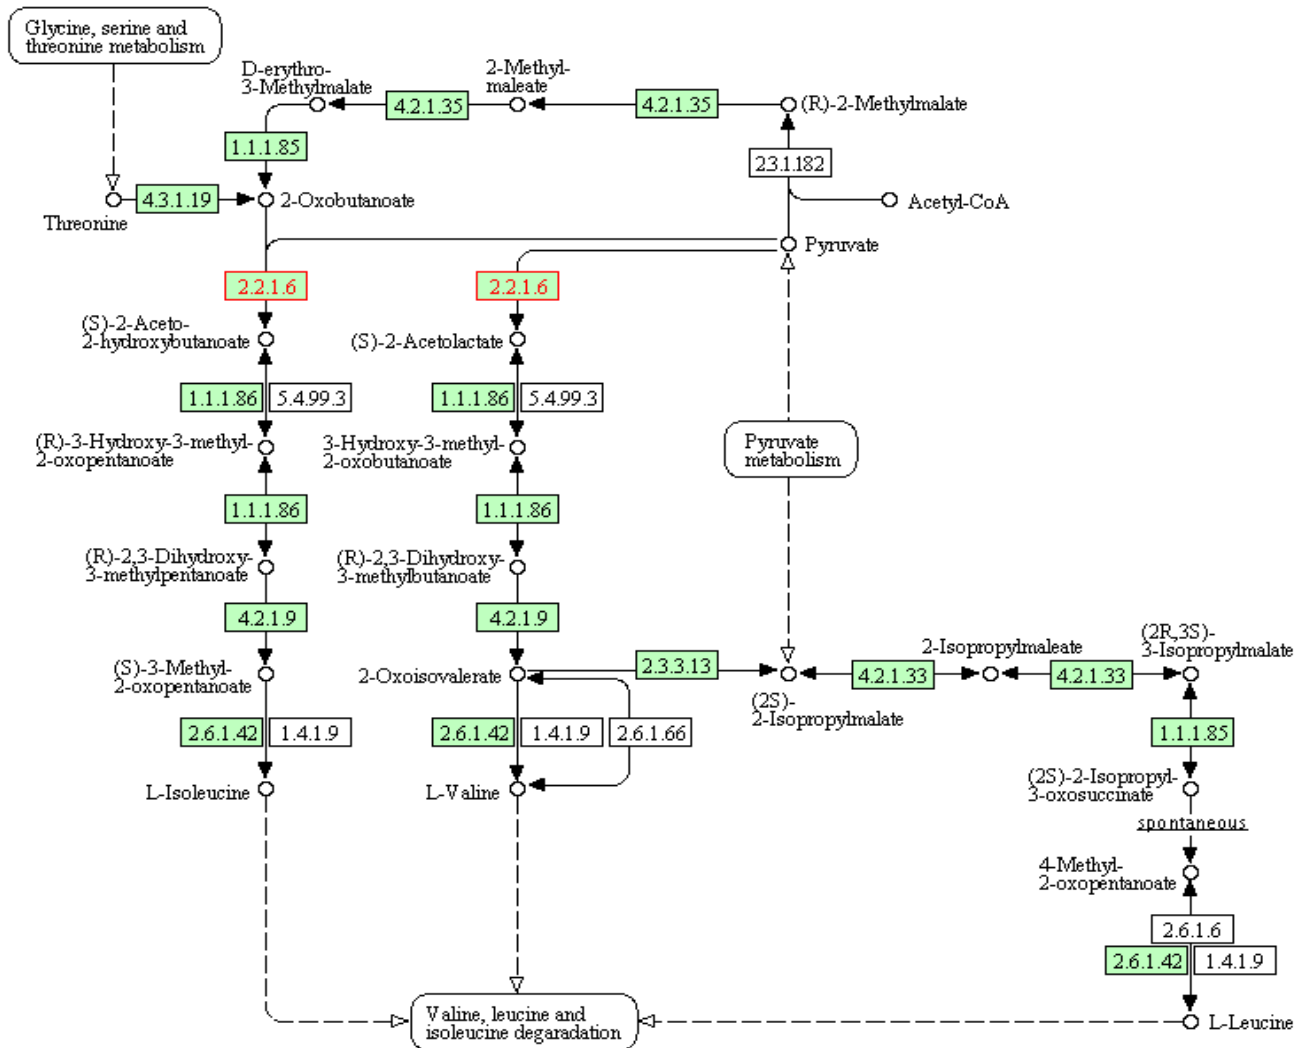 Glycine, serine and
threonine metabolism
D-erythro-
3-Methylmalate
2-Methyl-
maleate
4.2.1.35
4.2.1.35
(R)-2-Methylmalate
1.1.1.85
2.3.1.182
4.3.1.19
2-Oxobutanoate
Acetyl-CoA
Threonine
Pyruvate
2.2.1.6
2.2.1.6
(S)-2-Aceto-
2-hydroxybutanoate
(S)-2-Acetolactate
1.1.1.86
5.4.99.3
1.1.1.86
5.4.99.3
(R)-3-Hydroxy-3-methyl-
2-oxopentanoate
3-Hydroxy-3-methyl-
2-oxobutanoate
Pyruvate
metabolism
1.1.1.86
1.1.1.86
(R)-2,3-Dihydroxy-
3-methylpentanoate
(R)-2,3-Dihydroxy-
3-methylbutanoate
4.2.1.9
4.2.1.9
(S)-3-Methyl-
2-oxopentanoate
2-Oxoisovalerate
2.3.3.13
(2S)-
2-Isopropylmalate
4.2.1.33
2-Isopropylmaleate
4.2.1.33
(2R,3S)-
3-Isopropylmalate
2.6.1.42
1.4.1.9
2.6.1.42
1.4.1.9
2.6.1.66
1.1.1.85
L-Isoleucine
L-Valine
(2S)-2-Isopropyl-
3-oxosuccinate
spontaneous
4-Methyl-
2-oxopentanoate
2.6.1.6
2.6.1.42
1.4.1.9
Valine, leucine and
isoleucine degaradation
L-Leucine